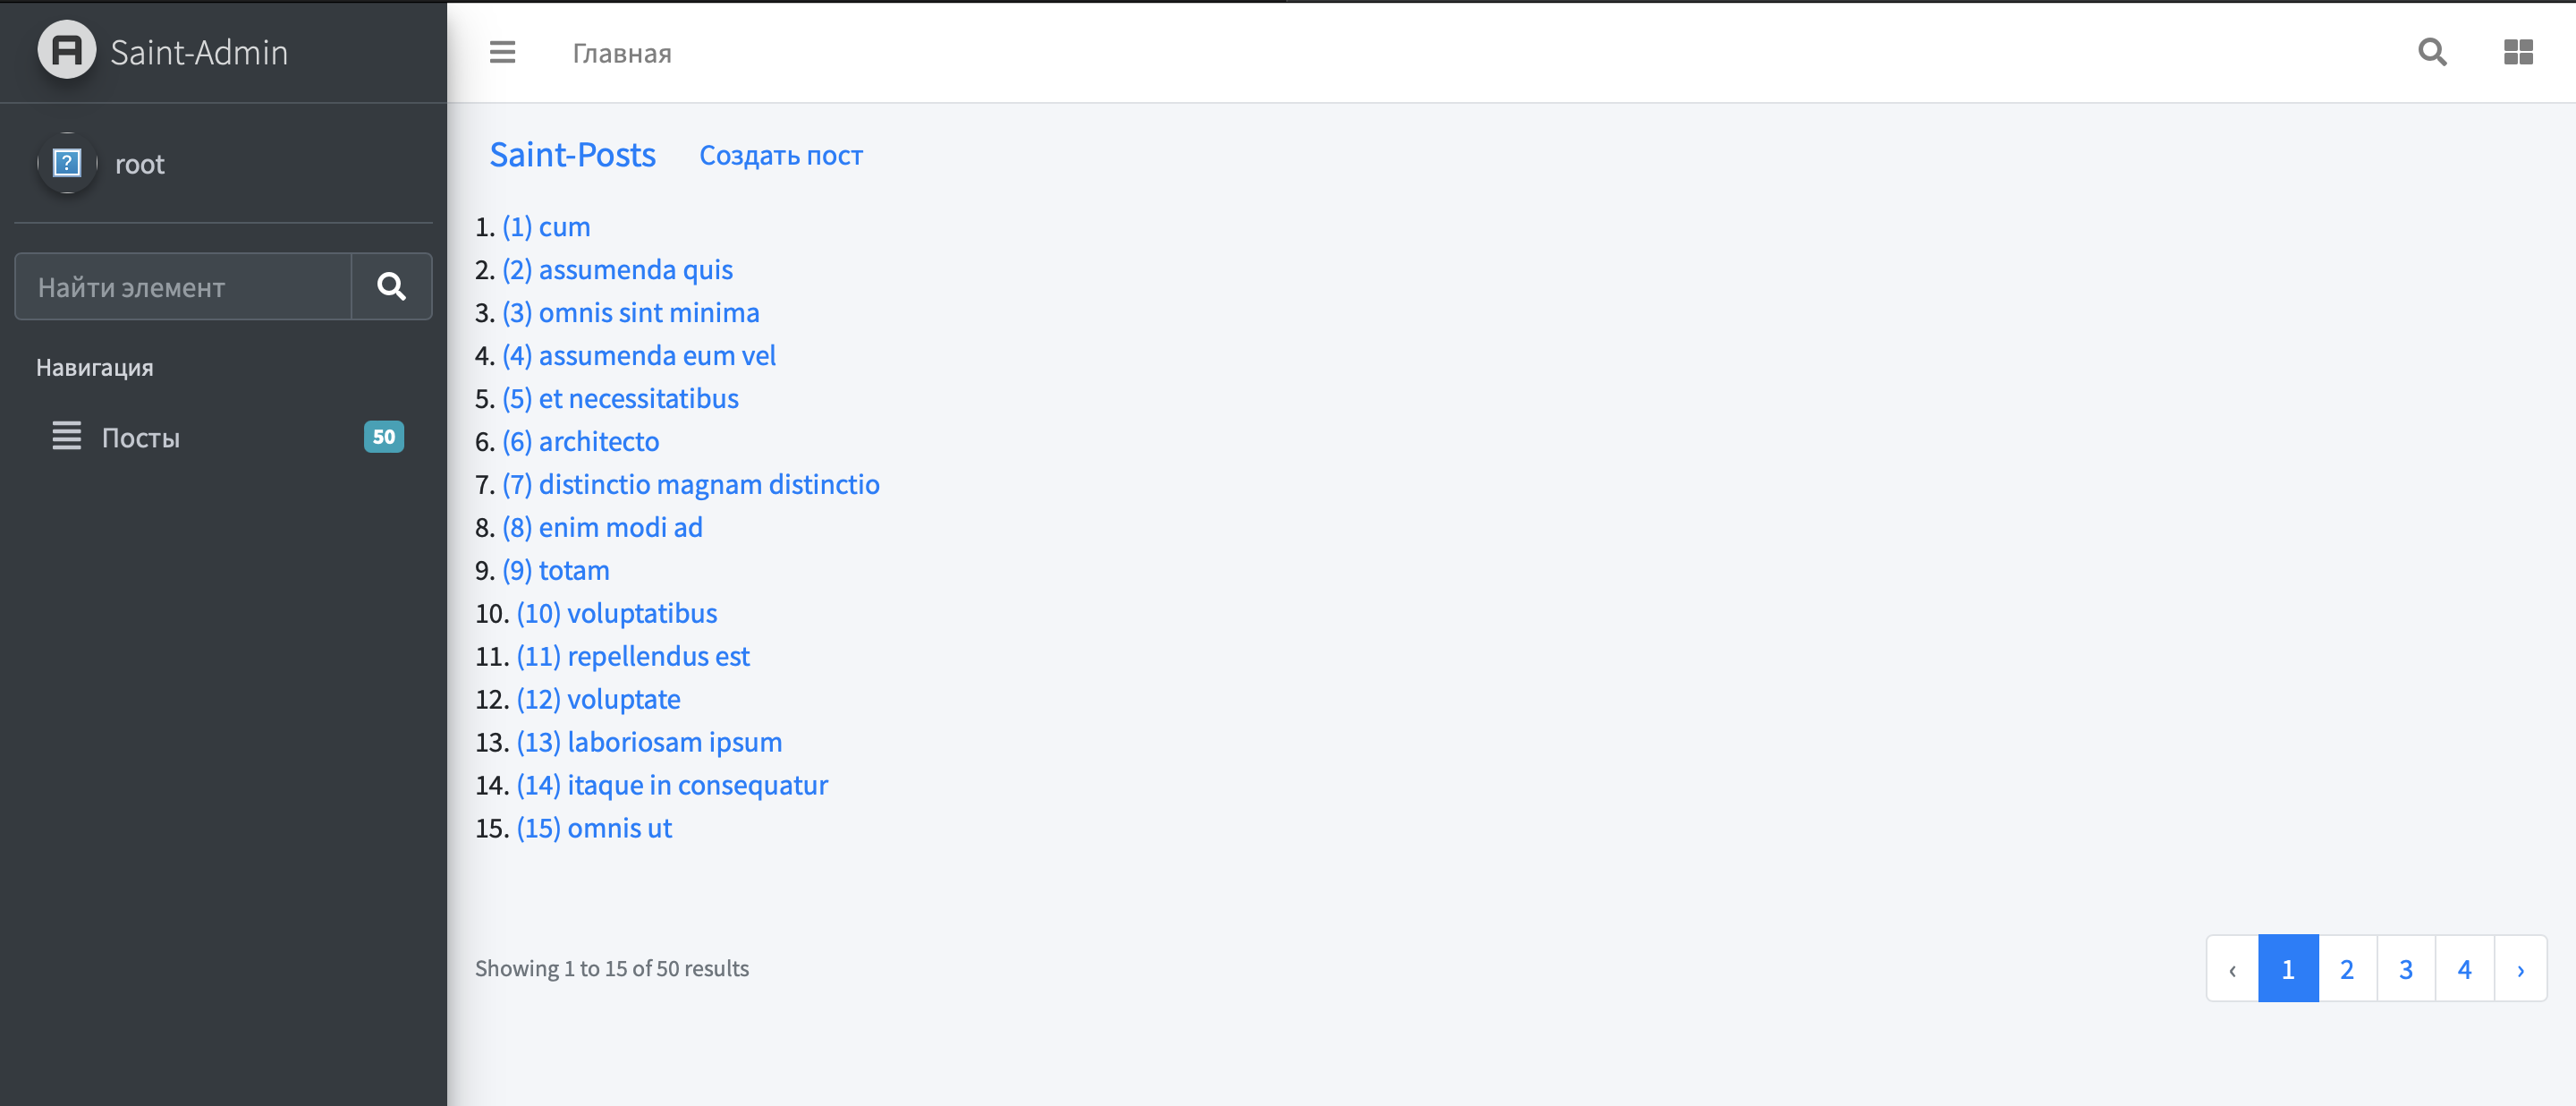 Saint-Admin
Главная
root
Найти элемент
Навигация
Посты 50
Saint-Posts Создать пост
1. (1) cum
2. (2) assumenda quis
3. (3) omnis sint minima
4. (4) assumenda eum vel
5. (5) et necessitatibus
6. (6) architecto
7. (7) distinctio magnam distinctio
8. (8) enim modi ad
9. (9) totam
10. (10) voluptatibus
11. (11) repellendus est
12. (12) voluptate
13. (13) laboriosam ipsum
14. (14) itaque in consequatur
15. (15) omnis ut
Showing 1 to 15 of 50 results
‹ 1 2 3 4 ›